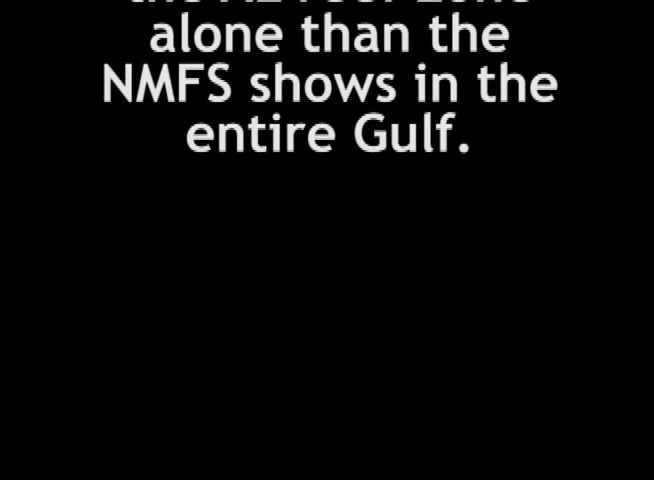 alone than the
NMFS shows in the
entire Gulf.